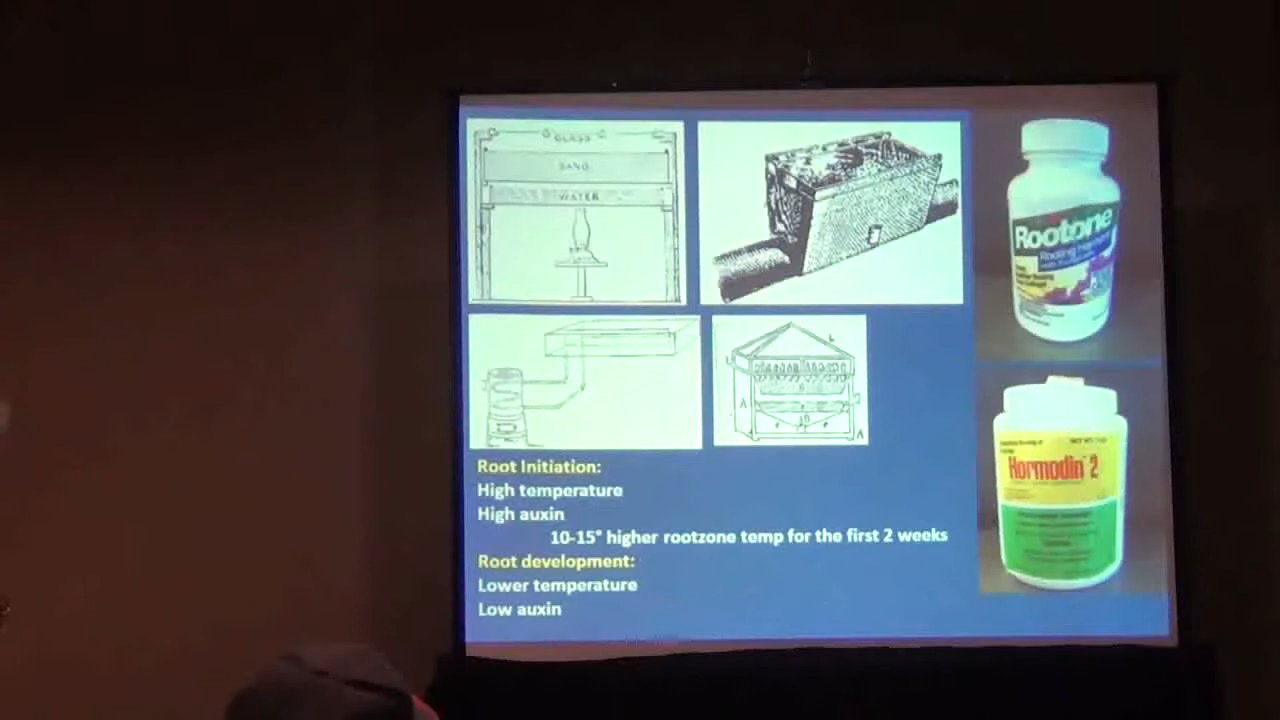 GLASS
SAND
WATER
Rootone
Hormodin 2
Root Initiation:
High temperature
High auxin
10-15° higher rootzone temp for the first 2 weeks
Root development:
Lower temperature
Low auxin